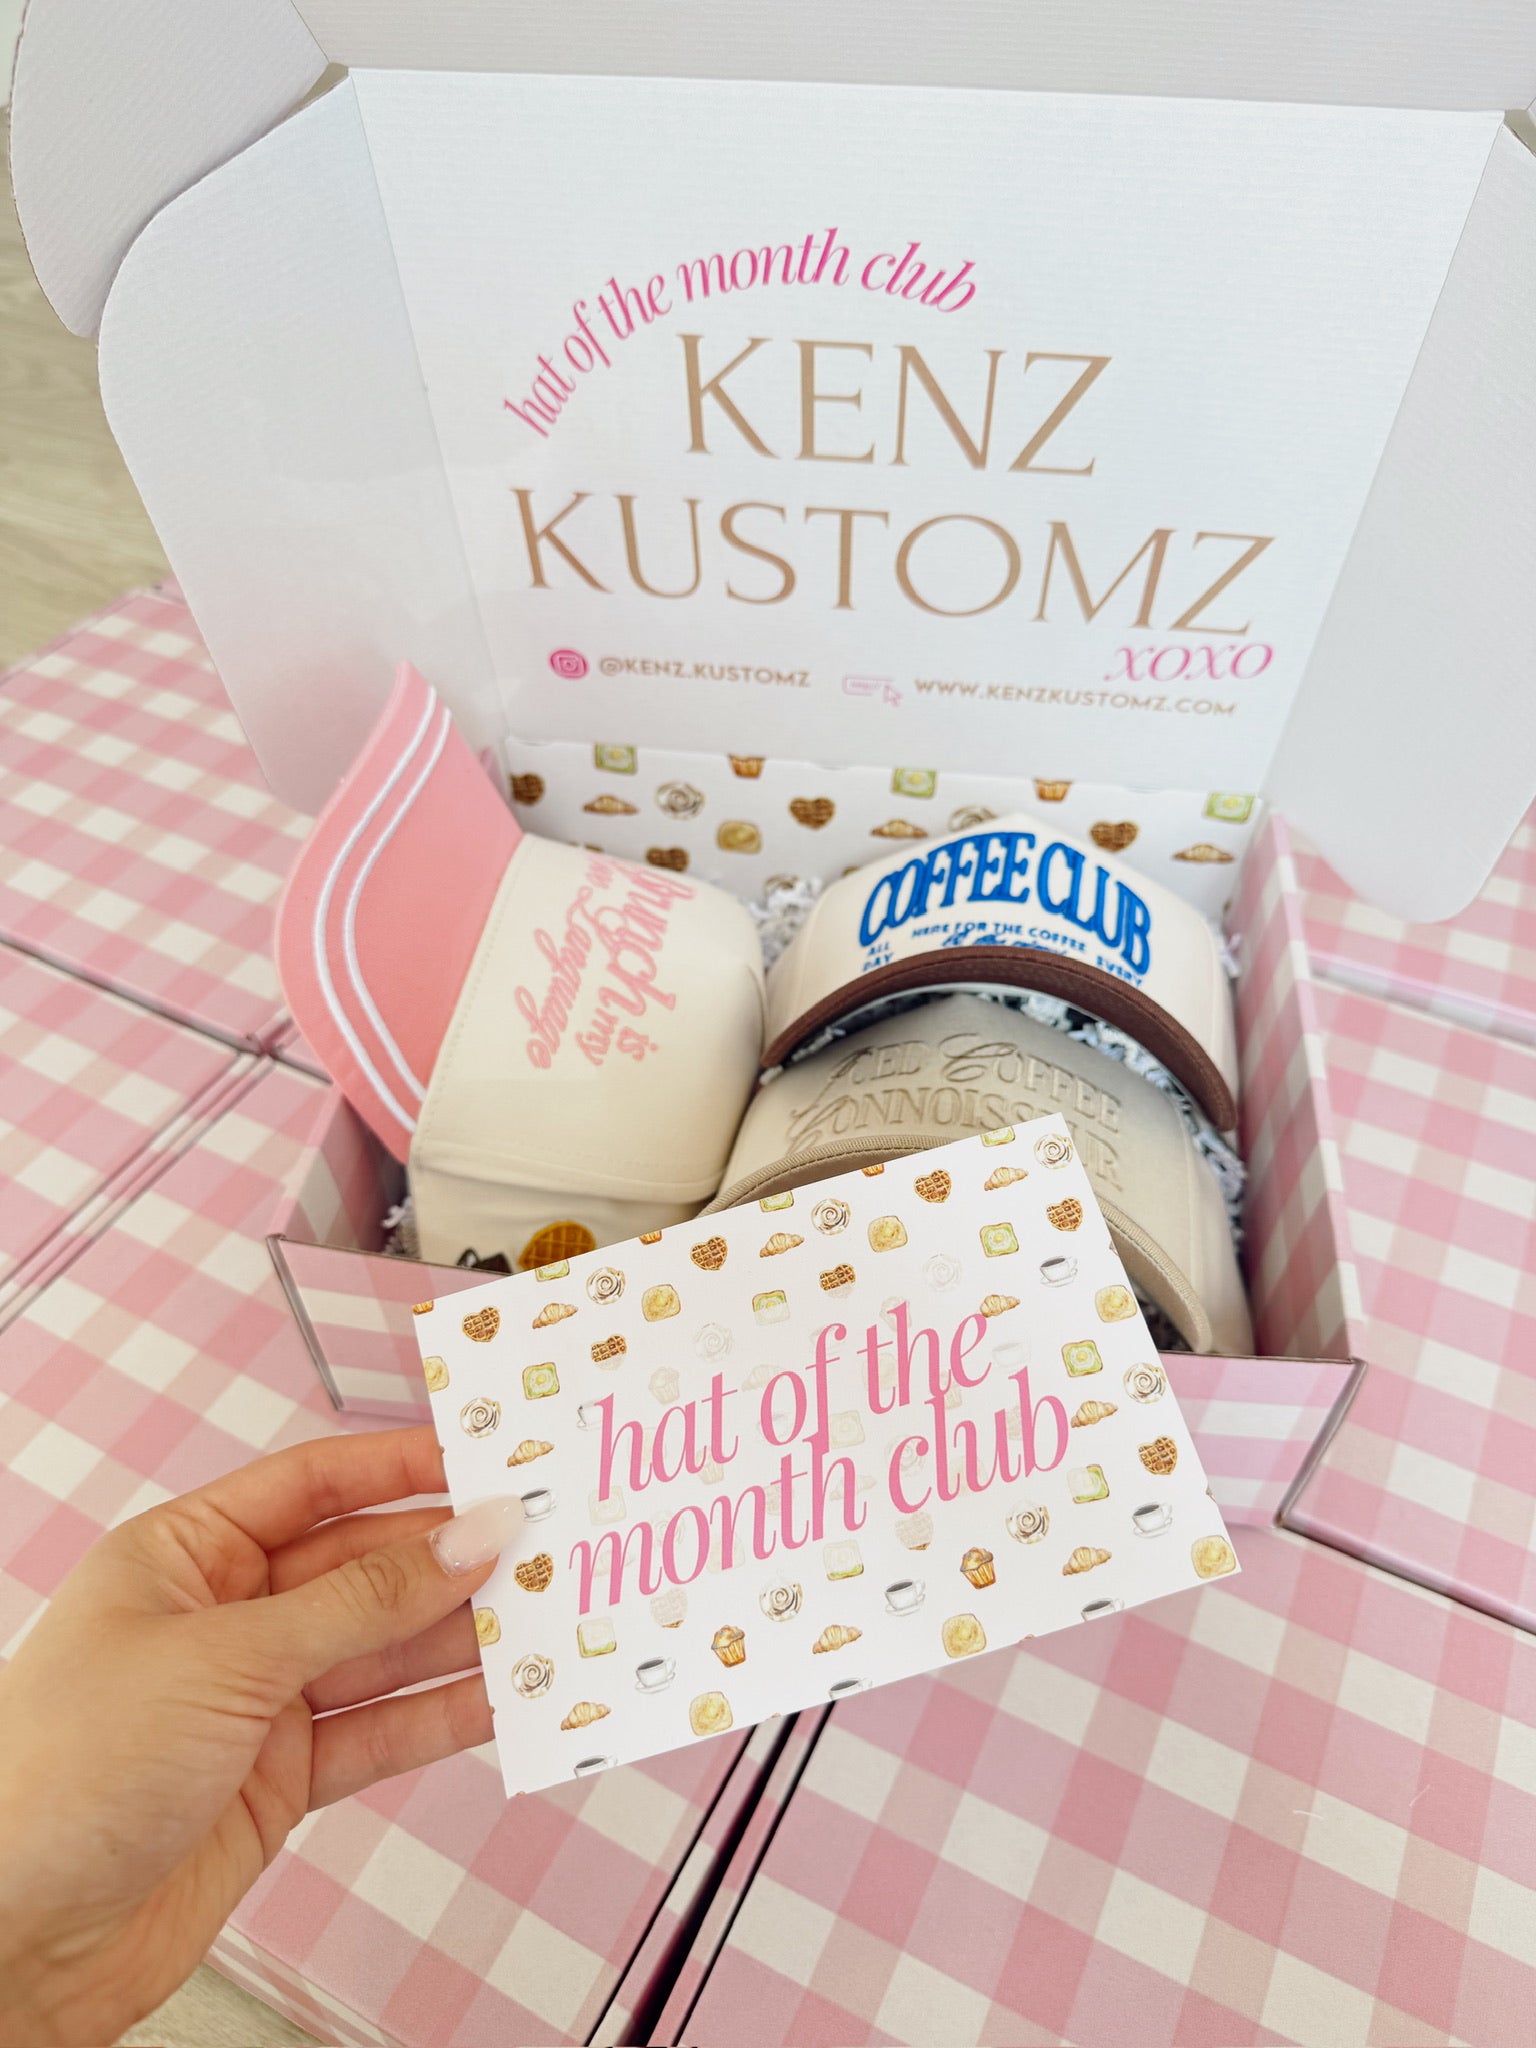 hat of the month club
KENZ
KUSTOMZ
xoxo
@KENZ.KUSTOMZ
WWW.KENZKUSTOMZ.COM
Brunch
is my
Language
COFFEE CLUB
HERE FOR THE COFFEE
ALL
DAY
EVERY
ICED COFFEE
CONNOISSEUR
hat of the
month club